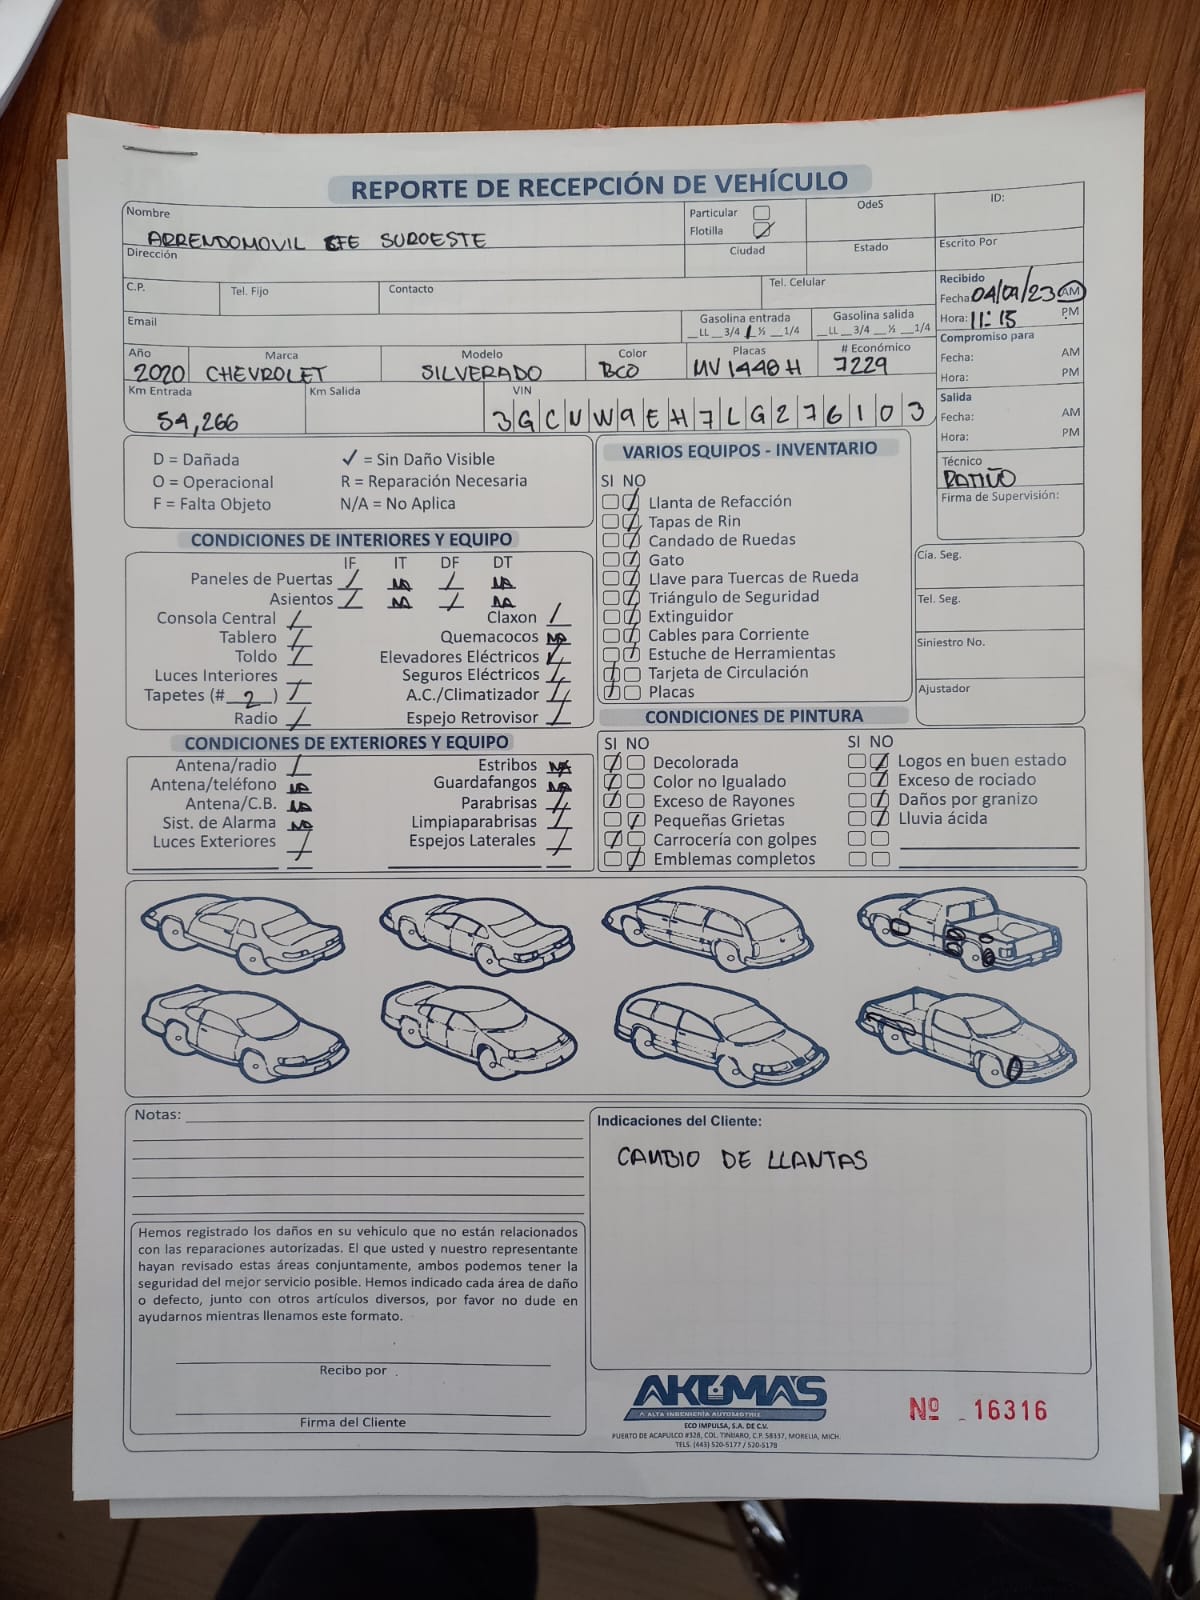 REPORTE DE RECEPCIÓN DE VEHÍCULO
Nombre
ARRENDOMOVIL SUROESTE
Particular
Flotilla
OdeS
ID:
Dirección
Ciudad
Estado
Escrito Por
C.P.
Tel. Fijo
Contacto
Tel. Celular
Recibido
Fecha 04/09/23 AM
Hora: 11:15 PM
Email
Gasolina entrada
_LL _3/4 _½ _1/4
Gasolina salida
_LL _3/4 _½ _1/4
Compromiso para
Fecha: AM
Hora: PM
Año
2020
Marca
CHEVROLET
Modelo
SILVERADO
Color
BCO
Placas
MV1448H
# Económico
7229
Km Entrada
54,266
Km Salida
VIN
3GCUW9EH7LG276103
Salida
Fecha: AM
Hora: PM
Técnico
PATIÑO
Firma de Supervisión:
D = Dañada
O = Operacional
F = Falta Objeto
✓ = Sin Daño Visible
R = Reparación Necesaria
N/A = No Aplica
VARIOS EQUIPOS - INVENTARIO
SI NO
Llanta de Refacción
Tapas de Rin
Candado de Ruedas
Gato
Llave para Tuercas de Rueda
Triángulo de Seguridad
Extinguidor
Cables para Corriente
Estuche de Herramientas
Tarjeta de Circulación
Placas
Cía. Seg.
Tel. Seg.
Siniestro No.
Ajustador
CONDICIONES DE INTERIORES Y EQUIPO
IF IT DF DT
Paneles de Puertas NA NA
Asientos NA NA
Consola Central
Tablero
Toldo
Luces Interiores
Tapetes (# 2 )
Radio
Claxon
Quemacocos NA
Elevadores Eléctricos
Seguros Eléctricos
A.C./Climatizador
Espejo Retrovisor
CONDICIONES DE EXTERIORES Y EQUIPO
Antena/radio
Antena/teléfono NA
Antena/C.B. NA
Sist. de Alarma NA
Luces Exteriores
Estribos NA
Guardafangos NA
Parabrisas
Limpiaparabrisas
Espejos Laterales
CONDICIONES DE PINTURA
SI NO
Decolorada
Color no Igualado
Exceso de Rayones
Pequeñas Grietas
Carrocería con golpes
Emblemas completos
SI NO
Logos en buen estado
Exceso de rociado
Daños por granizo
Lluvia ácida
Notas:
Indicaciones del Cliente:
CAMBIO DE LLANTAS
Hemos registrado los daños en su vehiculo que no están relacionados
con las reparaciones autorizadas. El que usted y nuestro representante
hayan revisado estas áreas conjuntamente, ambos podemos tener la
seguridad del mejor servicio posible. Hemos indicado cada área de daño
o defecto, junto con otros artículos diversos, por favor no dude en
ayudarnos mientras llenamos este formato.
Recibo por
Firma del Cliente
AKUMA'S
ALTA INGENIERÍA AUTOMOTRIZ
ECO IMPULSA, S.A. DE C.V.
PUERTO DE ACAPULCO #328, COL. TINIJARO, C.P. 58337, MORELIA, MICH.
TELS. (443) 520-5177 / 520-5178
Nº 16316